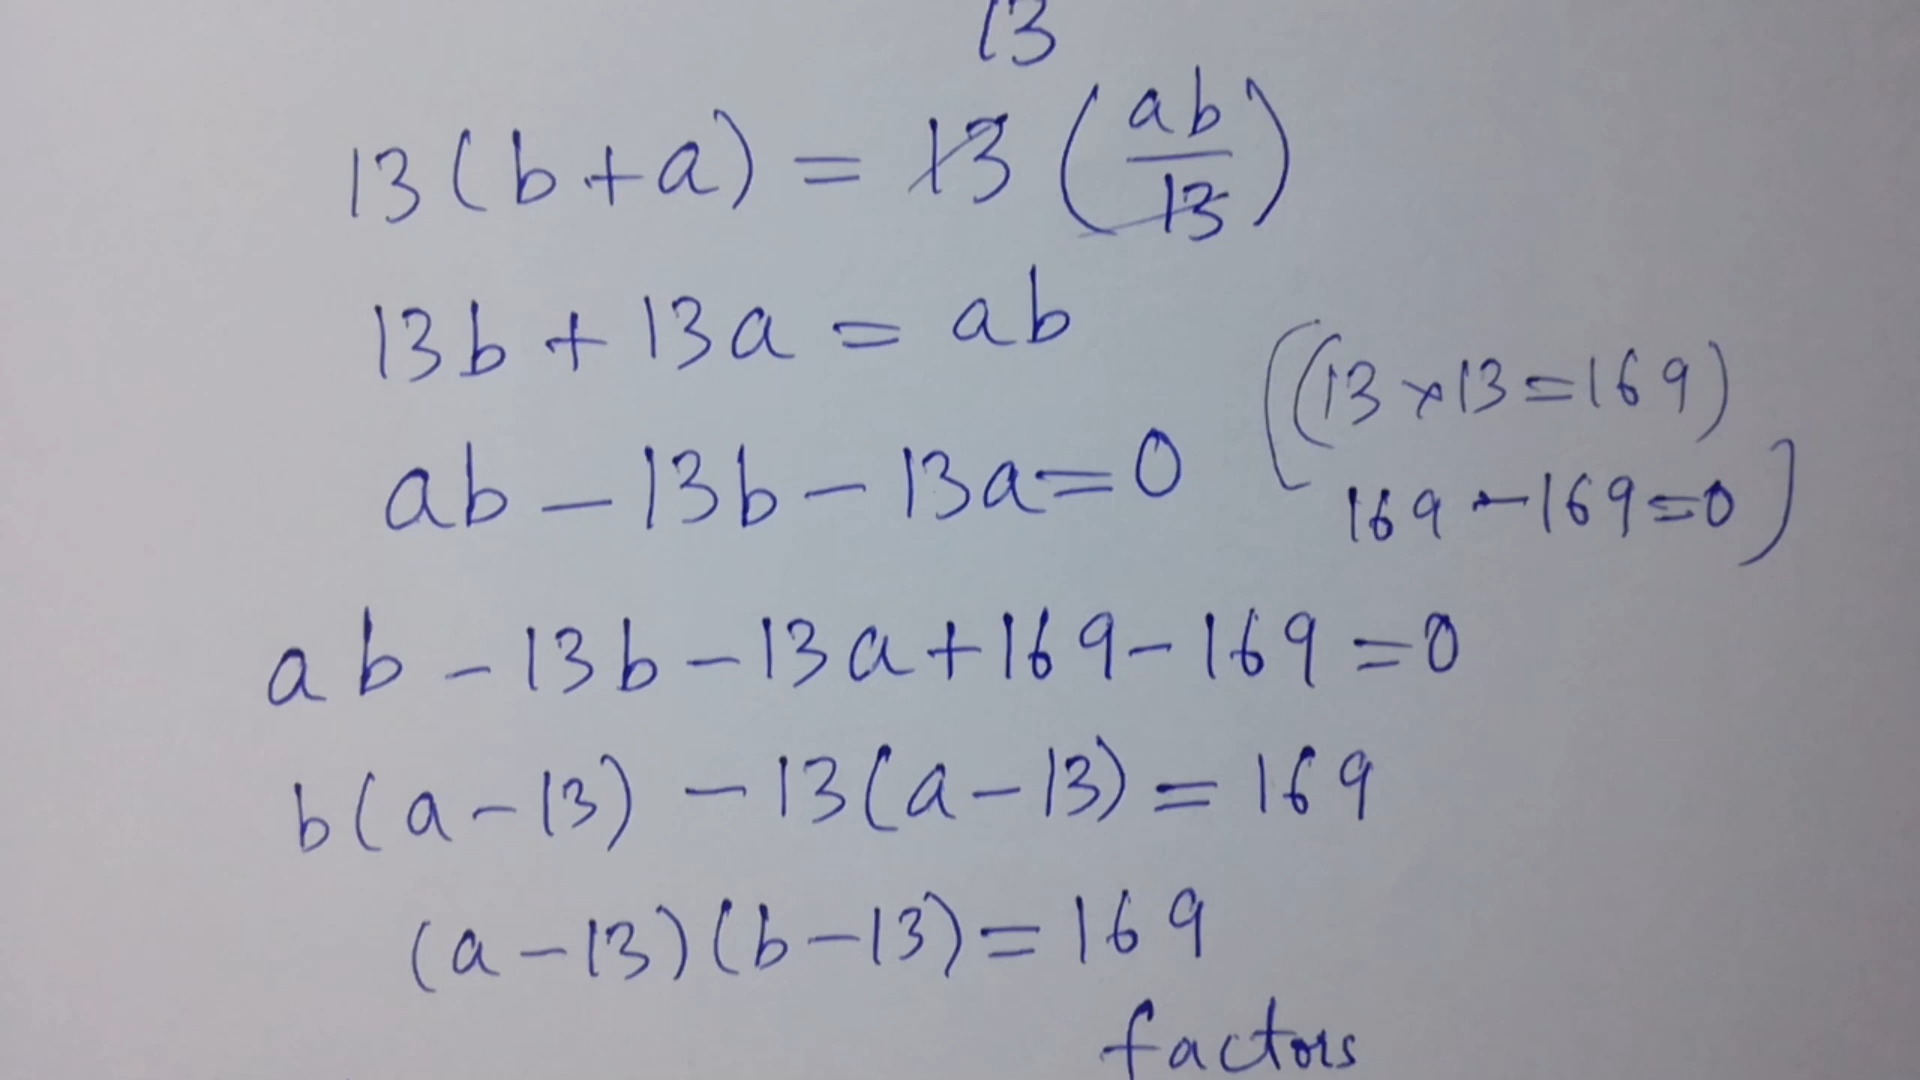 13
13(b+a) = 13(ab/13)
13b + 13a = ab
[(13×13=169)
ab - 13b - 13a=0
169-169=0]
ab - 13b - 13a + 169 - 169 = 0
b(a-13) - 13(a-13) = 169
(a-13)(b-13) = 169
factors